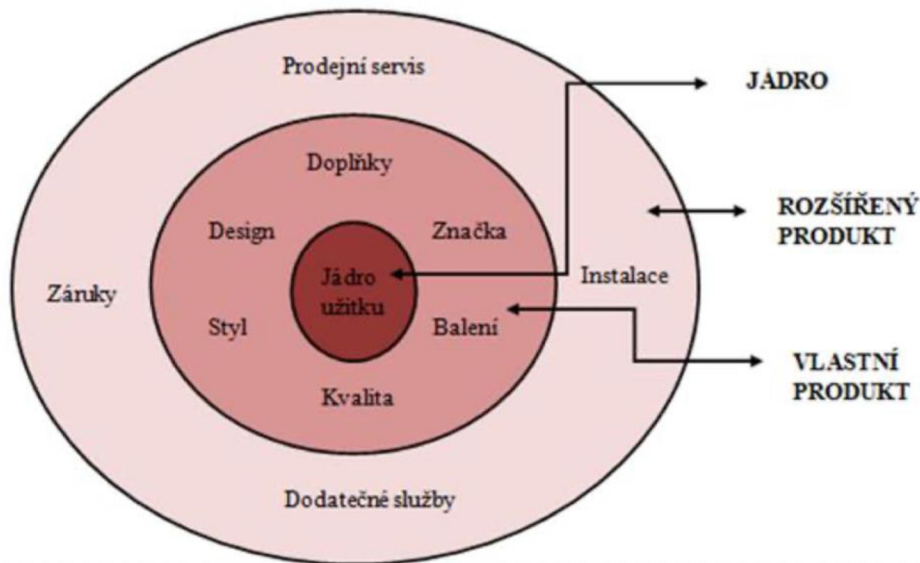 Prodejní servis
JÁDRO
Doplňky
Design
Značka
ROZŠÍŘENÝ
PRODUKT
Záruky
Jádro
užitku
Instalace
Styl
Balení
VLASTNÍ
PRODUKT
Kvalita
Dodatečné služby